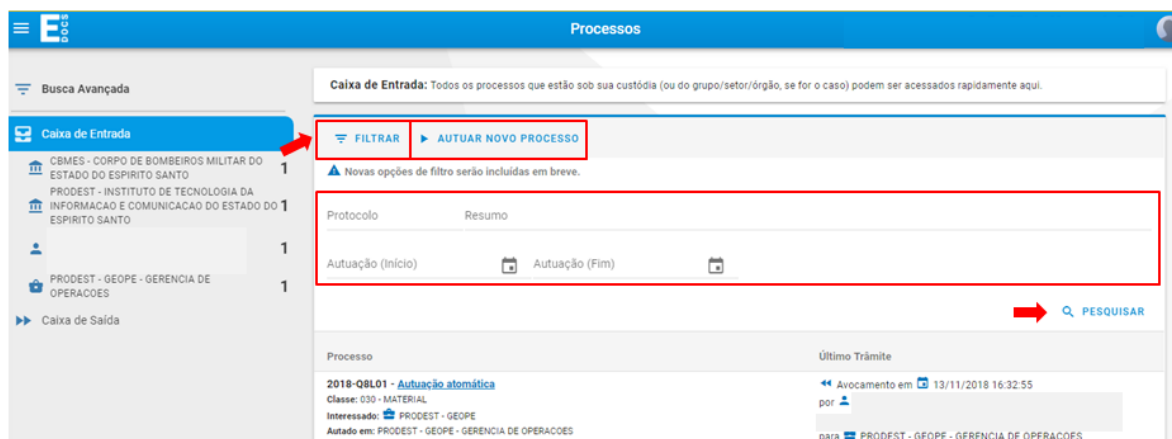 E DOCS
Processos
Busca Avançada
Caixa de Entrada: Todos os processos que estão sob sua custódia (ou do grupo/setor/órgão, se for o caso) podem ser acessados rapidamente aqui.
Caixa de Entrada
FILTRAR
AUTUAR NOVO PROCESSO
CBMES - CORPO DE BOMBEIROS MILITAR DO
ESTADO DO ESPIRITO SANTO
1
Novas opções de filtro serão incluídas em breve.
PRODEST - INSTITUTO DE TECNOLOGIA DA
INFORMACAO E COMUNICACAO DO ESTADO DO
ESPIRITO SANTO
1
Protocolo
Resumo
1
Autuação (Início)
Autuação (Fim)
PRODEST - GEOPE - GERENCIA DE
OPERACOES
1
Caixa de Saída
PESQUISAR
Processo
Último Trâmite
2018-Q8L01 - Autuação atomática
Avocamento em 13/11/2018 16:32:55
Classe: 030 - MATERIAL
por
Interessado: PRODEST - GEOPE
Autado em: PRODEST - GEOPE - GERENCIA DE OPERACOES
para PRODEST - GEOPE - GERENCIA DE OPERACOES